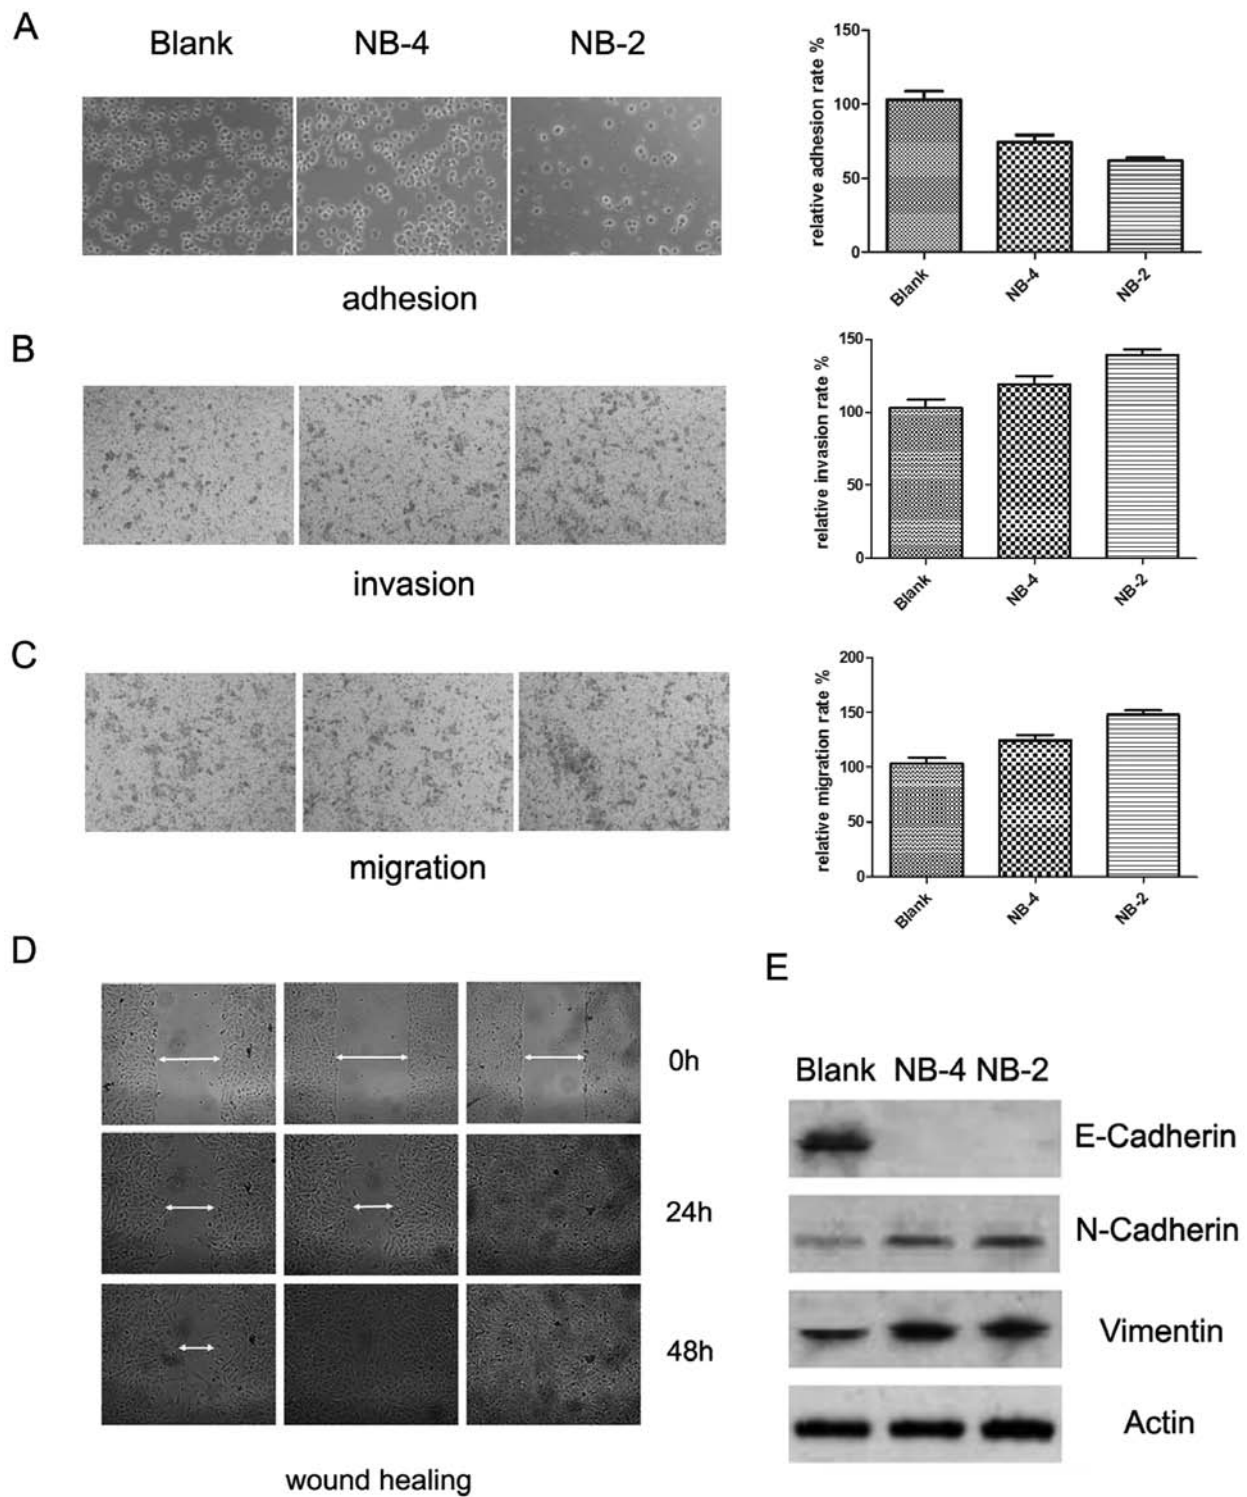 A
Blank NB-4 NB-2
adhesion
relative adhesion rate %
150
100
50
0
Blank NB-4 NB-2
B
invasion
relative invasion rate %
150
100
50
0
Blank NB-4 NB-2
C
migration
relative migration rate %
200
150
100
50
0
Blank NB-4 NB-2
D
0h
24h
48h
wound healing
E
Blank NB-4 NB-2
E-Cadherin
N-Cadherin
Vimentin
Actin